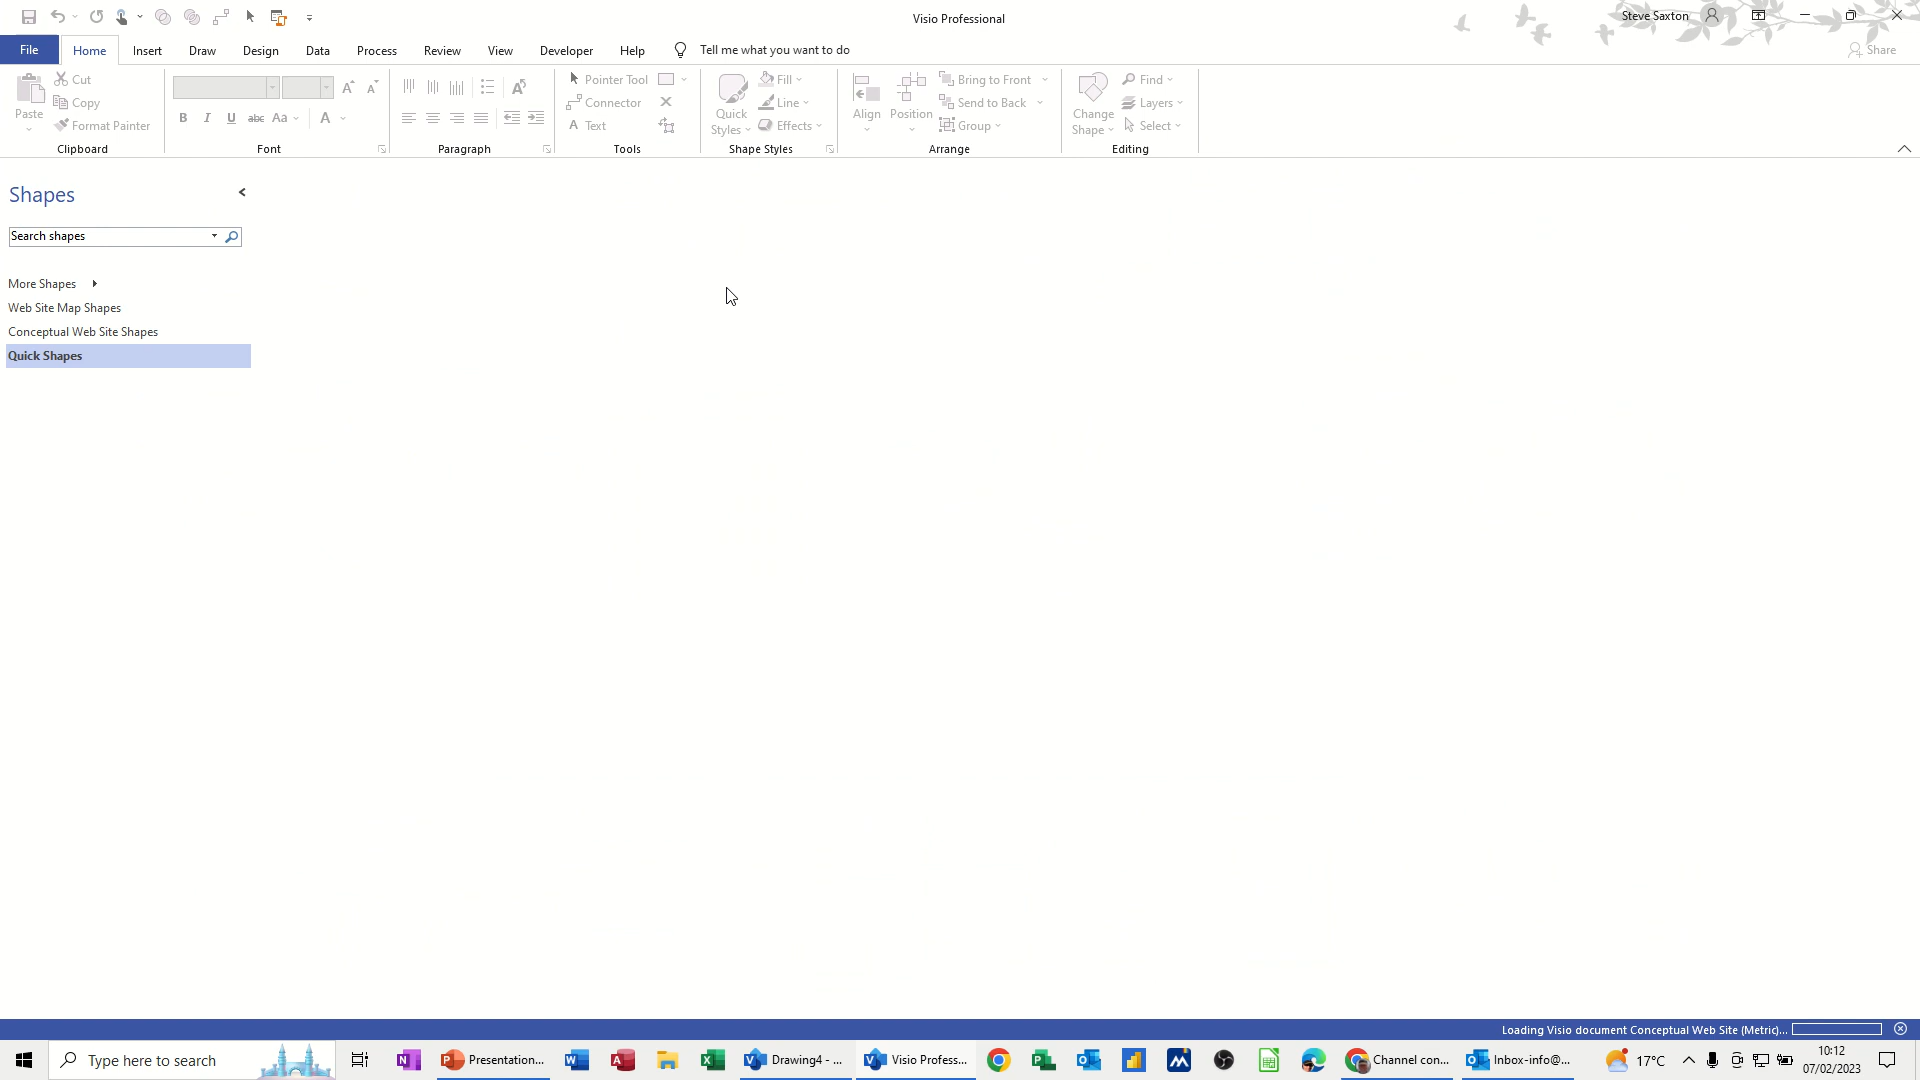 Visio Professional
Steve Saxton
File Home Insert Draw Design Data Process Review View Developer Help Tell me what you want to do Share
Paste Cut
Copy
Format Painter
Clipboard
B I U abc Aa A
Font
Paragraph
Pointer Tool
Connector
A Text
Tools
Quick Styles
Fill
Line
Effects
Shape Styles
Align Position
Bring to Front
Send to Back
Group
Arrange
Change Shape
Find
Layers
Select
Editing
Shapes
Search shapes
More Shapes
Web Site Map Shapes
Conceptual Web Site Shapes
Quick Shapes
Loading Visio document Conceptual Web Site (Metric)...
Type here to search
Presentation...
Drawing4 - ...
Visio Profess...
Channel con...
Inbox-info@...
17°C
10:12
07/02/2023